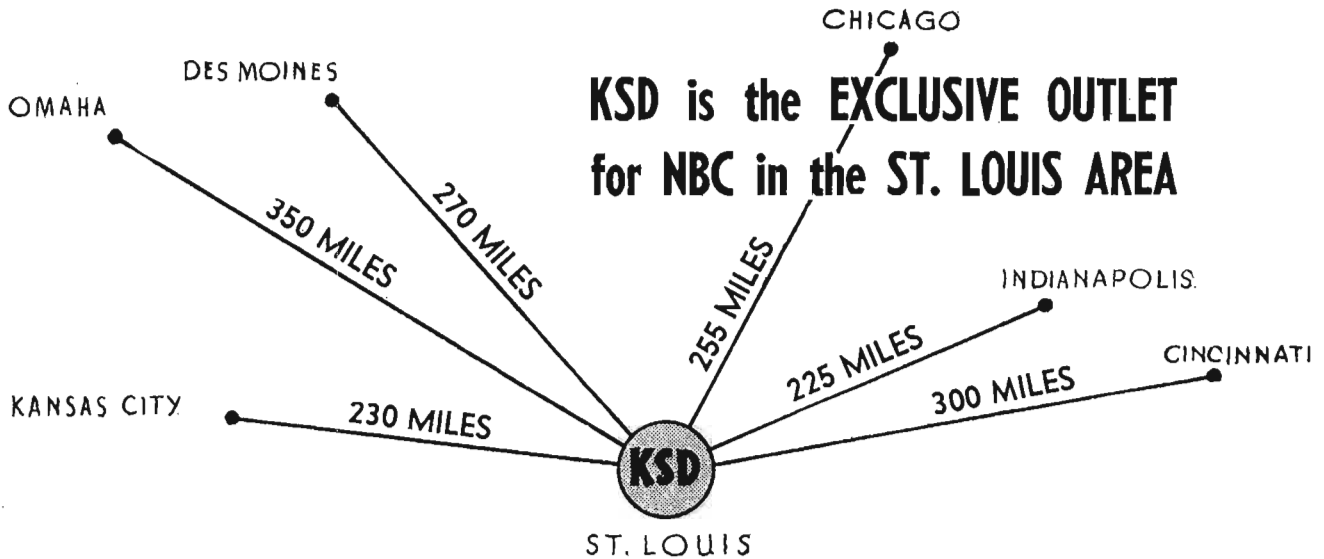 CHICAGO
DES MOINES
OMAHA
KSD is the EXCLUSIVE OUTLET
for NBC in the ST. LOUIS AREA
350 MILES
270 MILES
255 MILES
INDIANAPOLIS
225 MILES
CINCINNATI
300 MILES
KANSAS CITY
230 MILES
KSD
ST. LOUIS